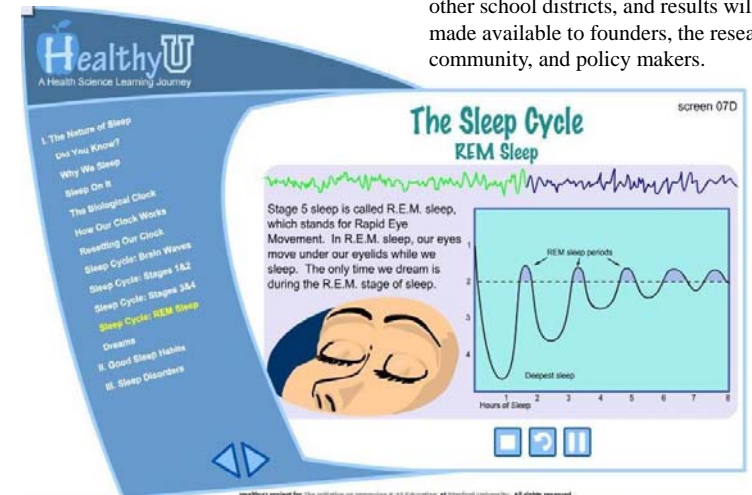 other school districts, and results wil
made available to founders, the resea
community, and policy makers.
HealthyU
A Health Science Learning Journey
screen 07D
The Sleep Cycle
REM Sleep
I. The Nature of Sleep
Did You Know?
Why We Sleep
Sleep On It
The Biological Clock
How Our Clock Works
Resetting Our Clock
Sleep Cycle: Brain Waves
Sleep Cycle: Stages 1&2
Sleep Cycle: Stages 3&4
Sleep Cycle: REM Sleep
Dreams
II. Good Sleep Habits
III. Sleep Disorders
Stage 5 sleep is called R.E.M. sleep,
which stands for Rapid Eye
Movement. In R.E.M. sleep, our eyes
move under our eyelids while we
sleep. The only time we dream is
during the R.E.M. stage of sleep.
REM sleep periods
1
2
3
4
Deepest sleep
1 2 3 4 5 6 7 8
Hours of Sleep